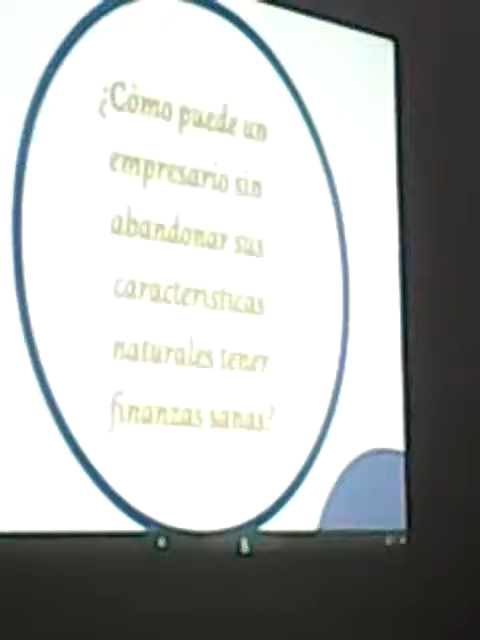 ¿Cómo puede un
empresario sin
abandonar sus
características
naturales tener
finanzas sanas?